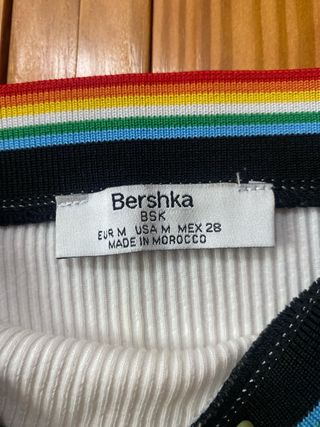 Bershka
BSK
EUR M USA M MEX 28
MADE IN MOROCCO